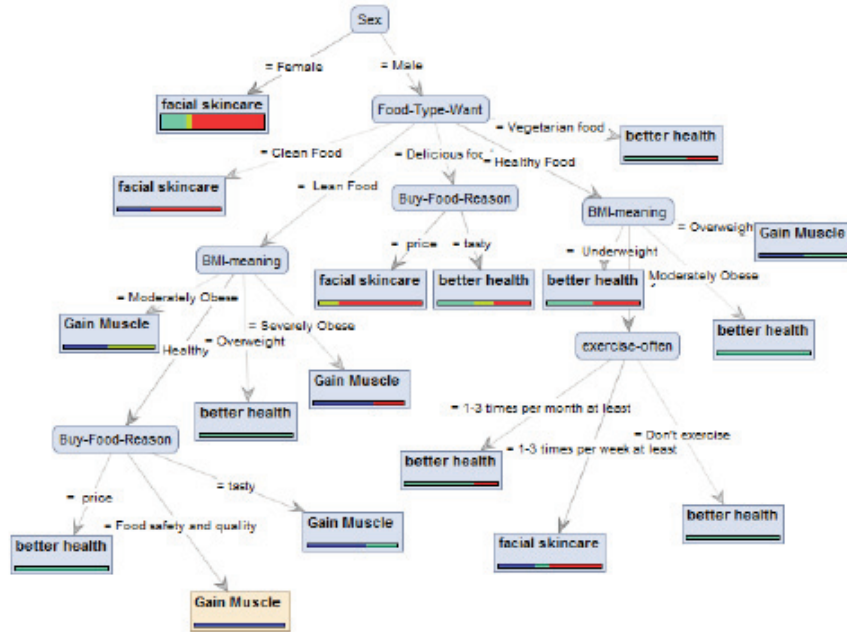 Sex
= Female
= Male
facial skincare
Food-Type-Want
= Vegetarian food
better health
= Clean Food
= Delicious foo
= Healthy Food
facial skincare
= Lean Food
Buy-Food-Reason
BMI-meaning
= Overweigh
Gain Muscle
BMI-meaning
= price
= tasty
= Underweight
facial skincare
better health
better health
Moderately Obese
= Moderately Obese
Gain Muscle
= Severely Obese
Healthy
= Overweight
better health
exercise-often
Gain Muscle
better health
= 1-3 times per month at least
Buy-Food-Reason
= Don't exercise
= 1-3 times per week at least
better health
= tasty
= price
= Food safety and quality
Gain Muscle
better health
better health
facial skincare
Gain Muscle